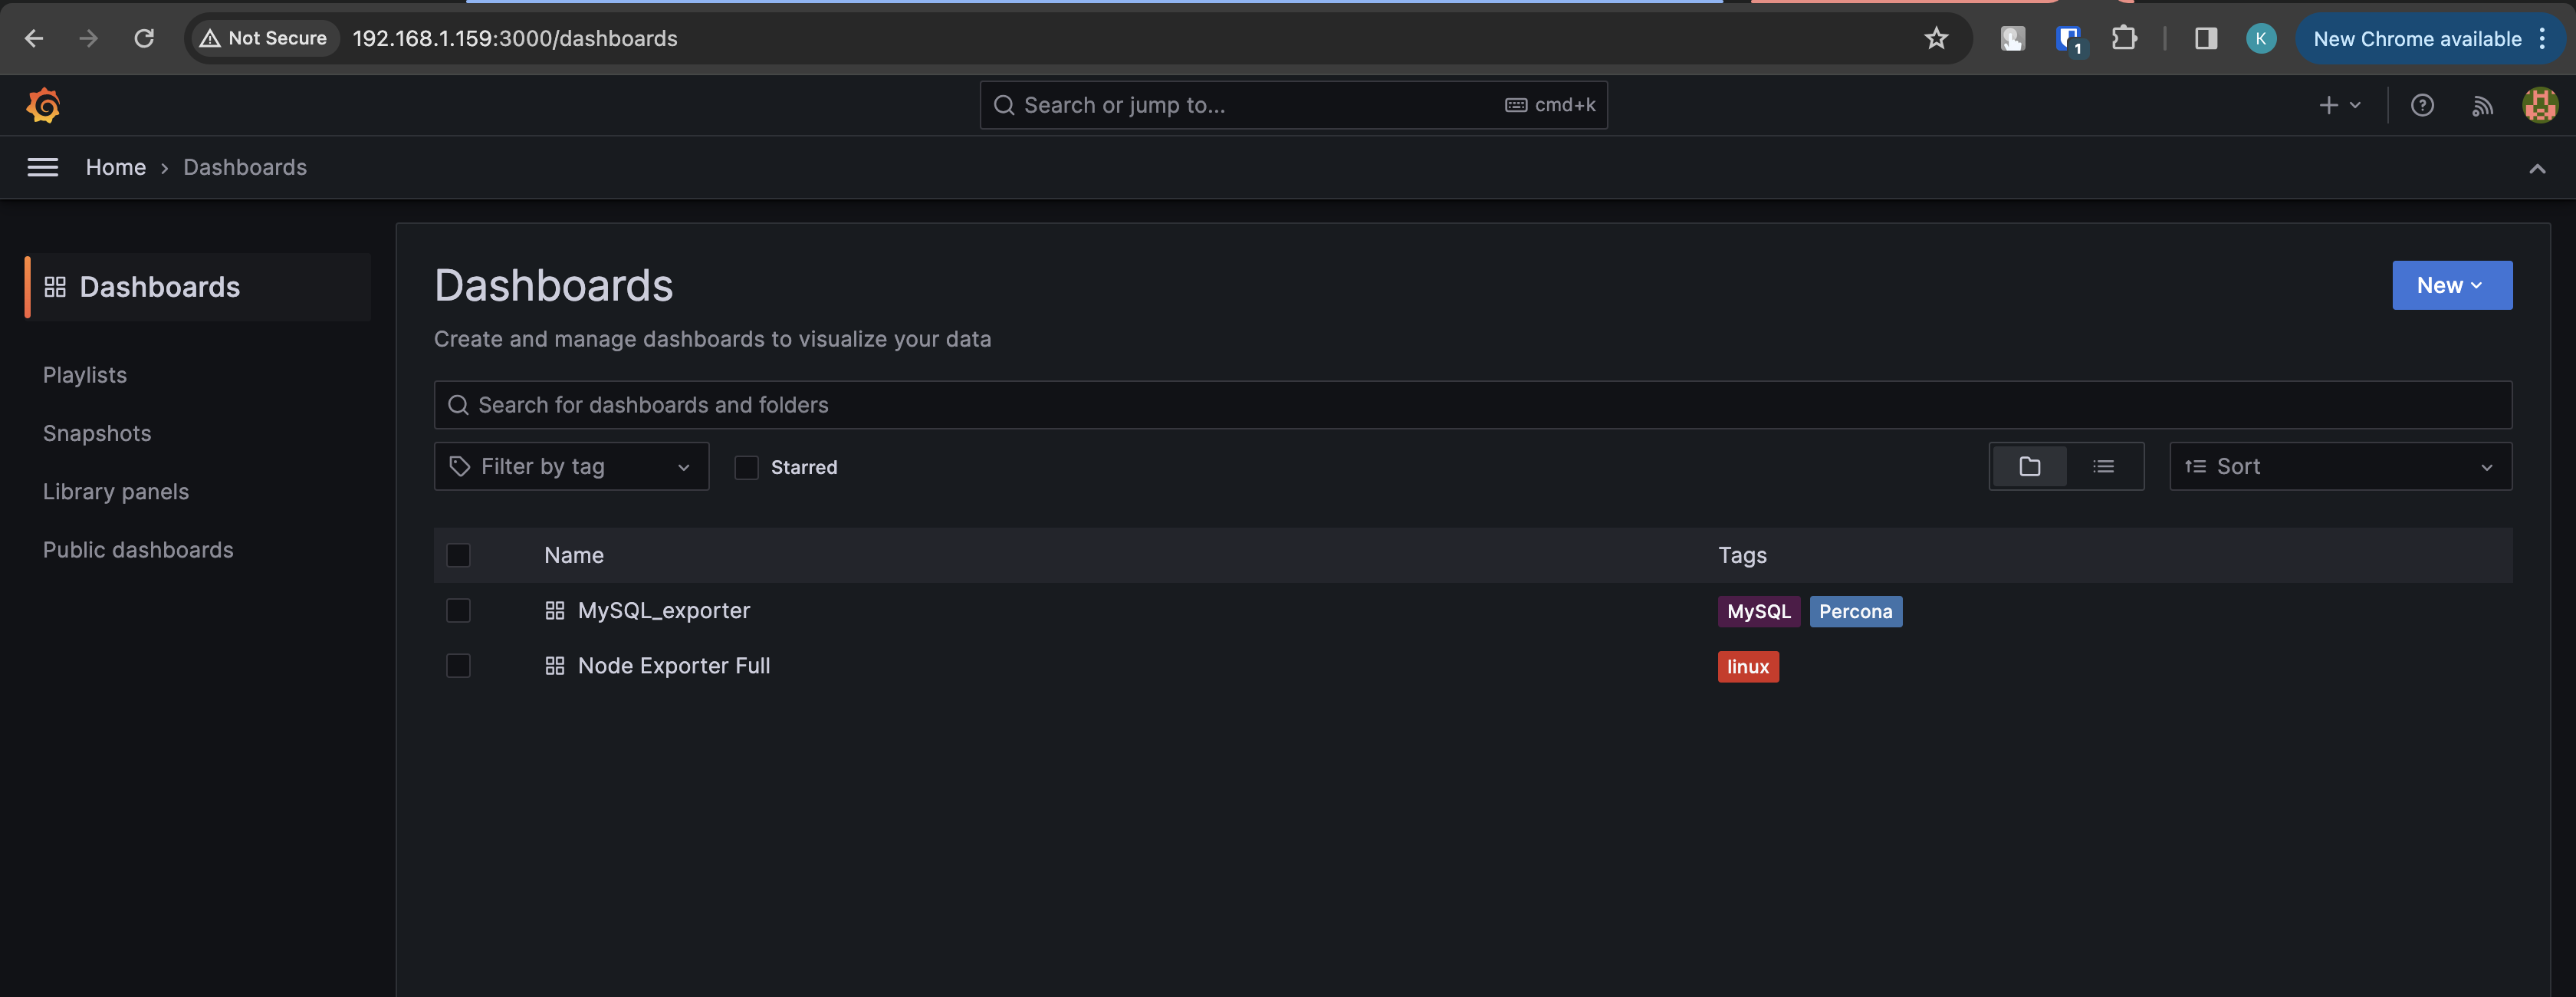 Not Secure 192.168.1.159:3000/dashboards 1 K New Chrome available
Search or jump to... cmd+k
Home Dashboards
Dashboards
Playlists
Snapshots
Library panels
Public dashboards
Dashboards
New
Create and manage dashboards to visualize your data
Search for dashboards and folders
Filter by tag Starred Sort
Name Tags
MySQL_exporter MySQL Percona
Node Exporter Full linux